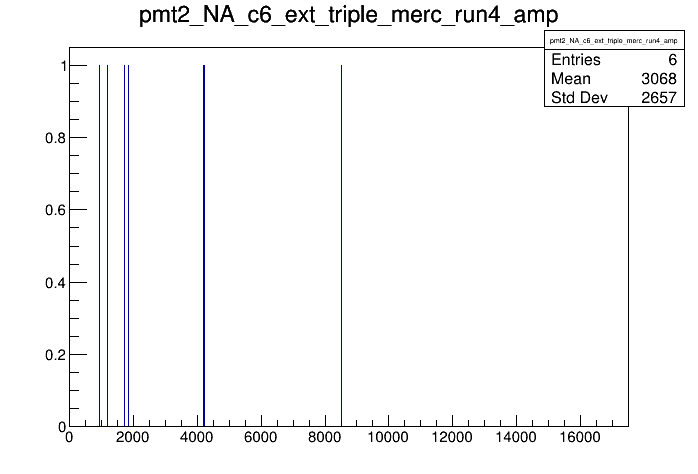 pmt2_NA_c6_ext_triple_merc_run4_amp
pmt2_NA_c6_ext_triple_merc_run4_amp
Entries 6
Mean 3068
Std Dev 2657
1
0.8
0.6
0.4
0.2
0
0 2000 4000 6000 8000 10000 12000 14000 16000